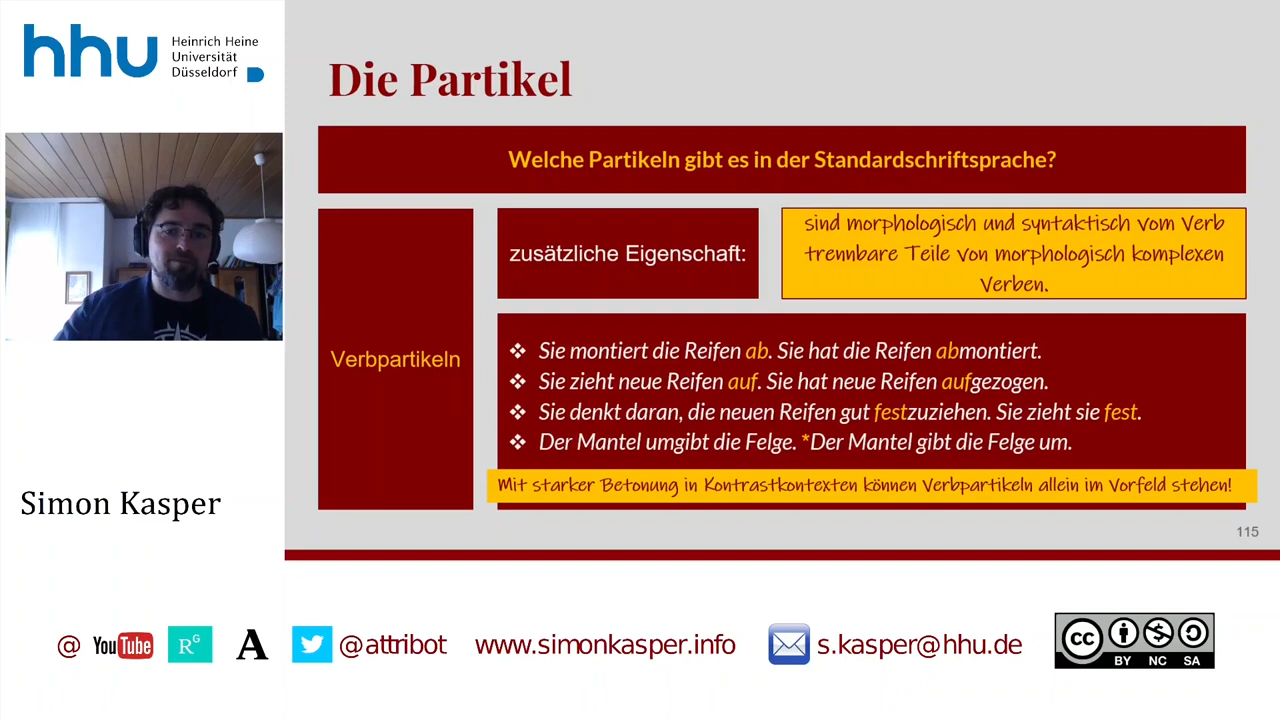 hhu Heinrich Heine
Universität
Düsseldorf
Die Partikel
Welche Partikeln gibt es in der Standardschriftsprache?
Verbpartikeln
zusätzliche Eigenschaft:
sind morphologisch und syntaktisch vom Verb
trennbare Teile von morphologisch komplexen
Verben.
❖ Sie montiert die Reifen ab. Sie hat die Reifen abmontiert.
❖ Sie zieht neue Reifen auf. Sie hat neue Reifen aufgezogen.
❖ Sie denkt daran, die neuen Reifen gut festzuziehen. Sie zieht sie fest.
❖ Der Mantel umgibt die Felge. *Der Mantel gibt die Felge um.
Mit starker Betonung in Kontrastkontexten können Verbpartikeln allein im Vorfeld stehen!
115
Simon Kasper
@ YouTube RG A @attribot www.simonkasper.info s.kasper@hhu.de
cc BY NC SA